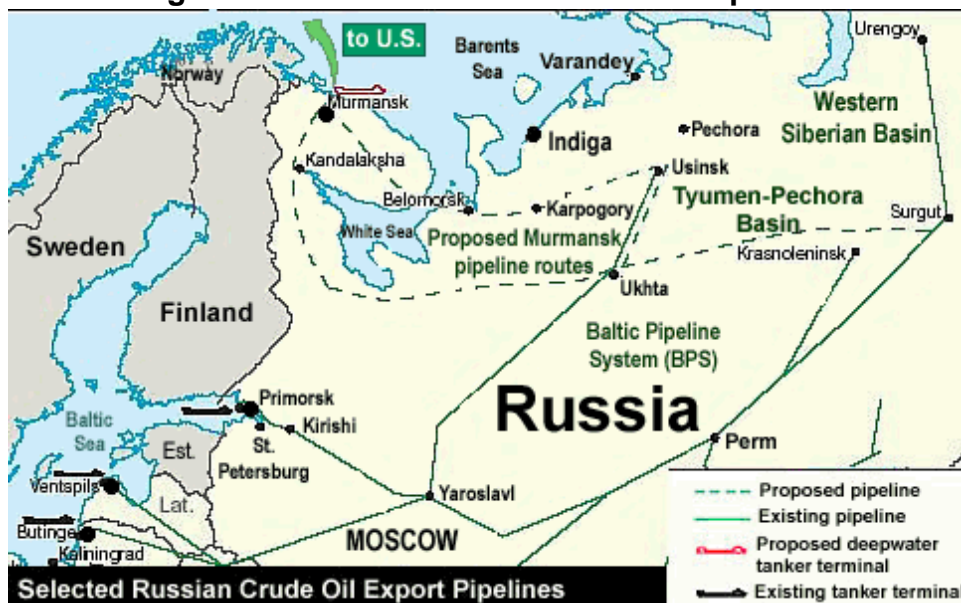 to U.S.
Barents
Sea
Varandey
Urengoy
Norway
Murmansk
Western
Siberian Basin
Indiga
Pechora
Kandalaksha
Usinsk
Belomorsk
Karpogory
Tyumen-Pechora
Basin
Surgut
White Sea
Proposed Murmansk
pipeline routes
Krasnoleninsk
Sweden
Ukhta
Finland
Baltic Pipeline
System (BPS)
Russia
Primorsk
Kirishi
St.
Petersburg
Baltic
Sea
Est.
Perm
Ventspils
Lat.
Yaroslavl
Butinge
Kaliningrad
MOSCOW
Proposed pipeline
Existing pipeline
Proposed deepwater
tanker terminal
Existing tanker terminal
Selected Russian Crude Oil Export Pipelines